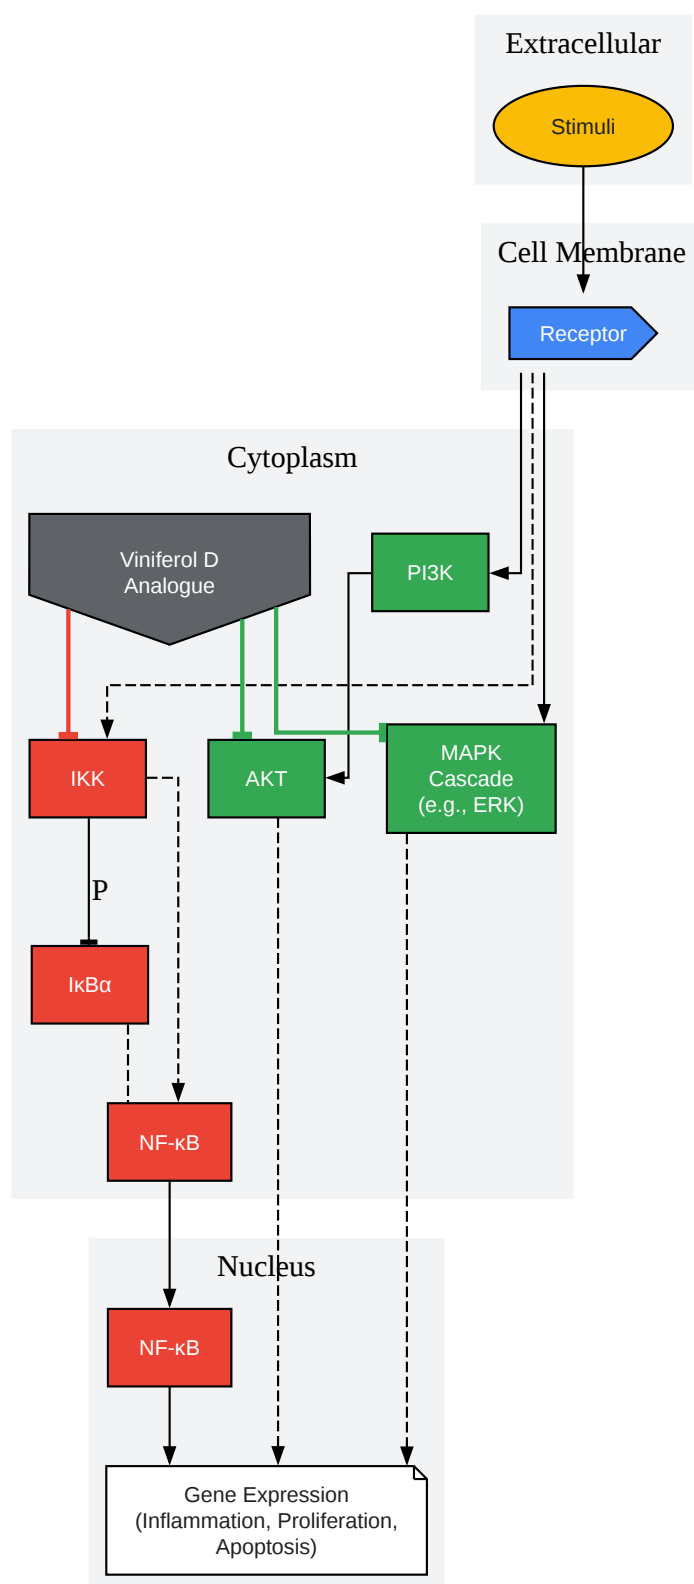 Extracellular
Stimuli
Cell Membrane
Receptor
Cytoplasm
Viniferol D
Analogue
PI3K
IKK
AKT
MAPK
Cascade
(e.g., ERK)
P
IκBα
NF-κB
Nucleus
NF-κB
Gene Expression
(Inflammation, Proliferation,
Apoptosis)